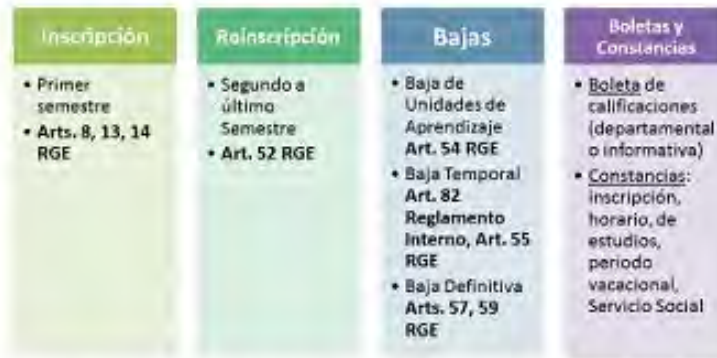 Inscripción
• Primer
semestre
• Arts. 8, 13, 14
RGE
Reinscripción
• Segundo a
último
Semestre
• Art. 52 RGE
Bajas
• Baja de
Unidades de
Aprendizaje
Art. 54 RGE
• Baja Temporal
Art. 82
Reglamento
Interno, Art. 55
RGE
• Baja Definitiva
Arts. 57, 59
RGE
Boletas y
Constancias
• Boleta de
calificaciones
(departamental
o informativa)
• Constancias:
inscripción,
horario, de
estudios,
periodo
vacacional,
Servicio Social